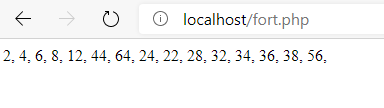 localhost/fort.php
2, 4, 6, 8, 12, 44, 64, 24, 22, 28, 32, 34, 36, 38, 56,